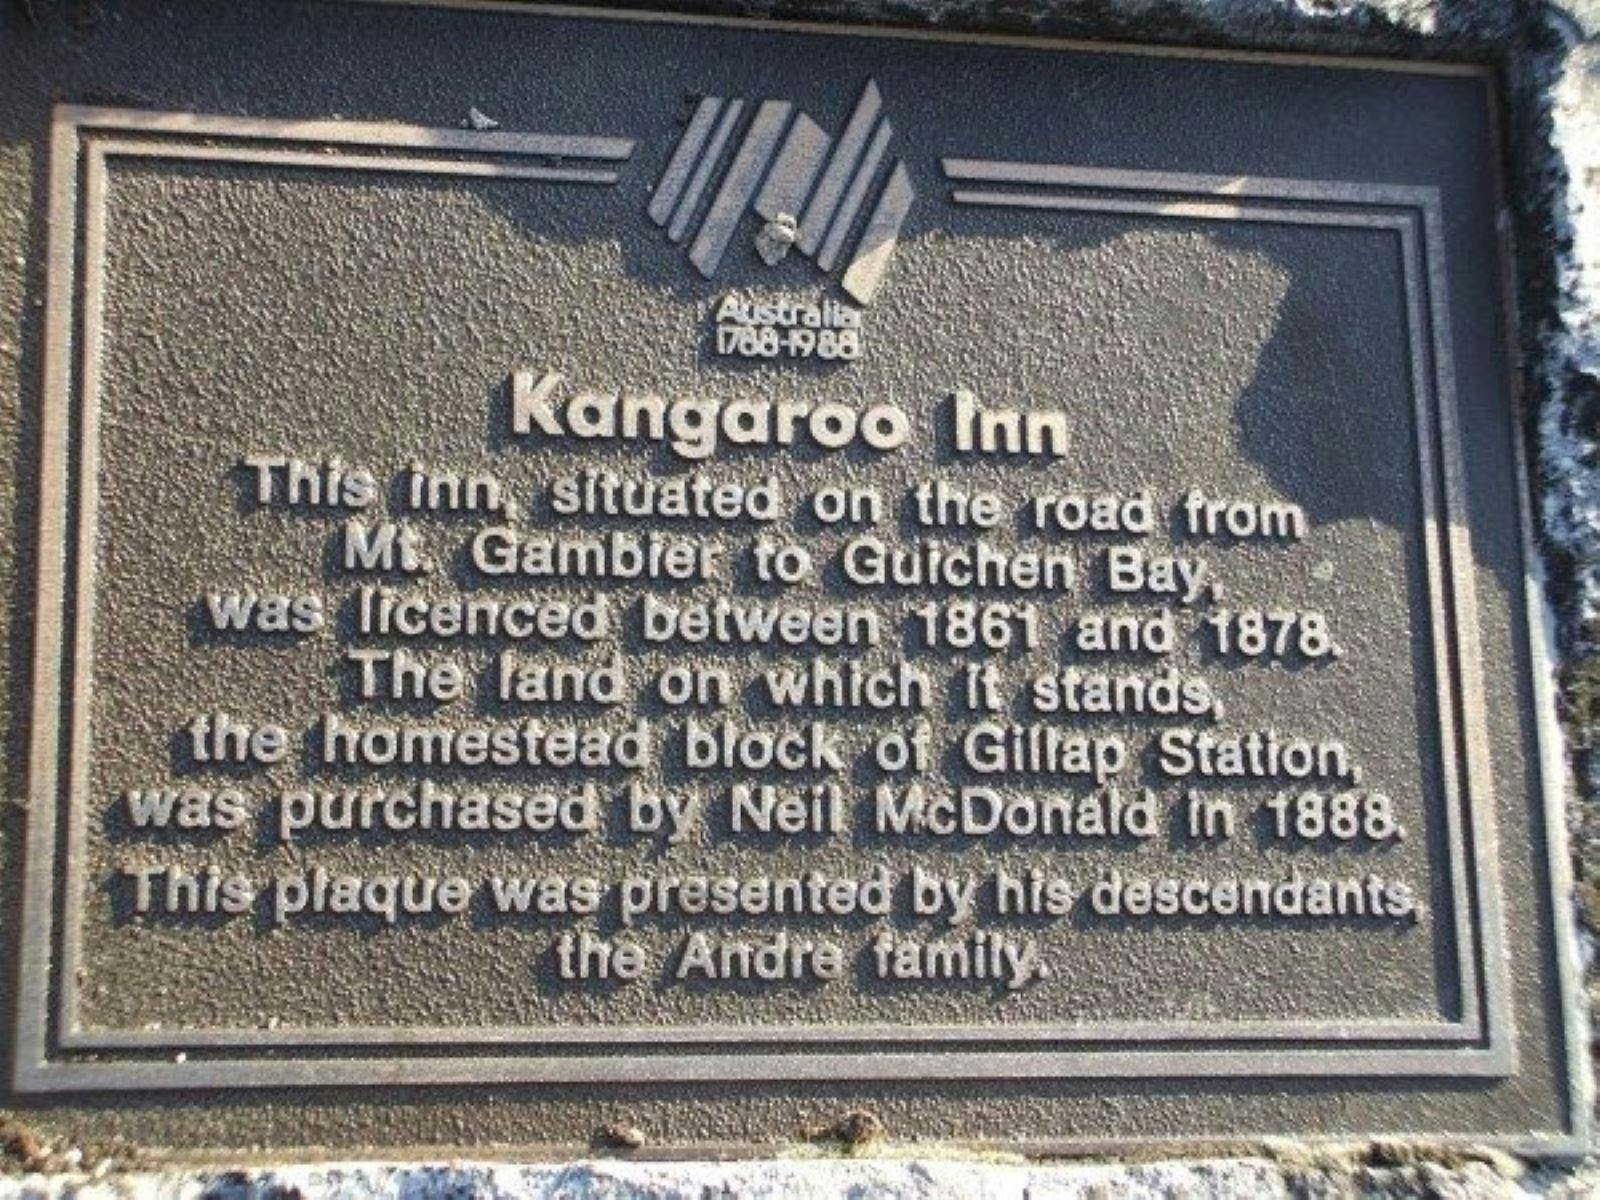 Australia
1788-1988
Kangaroo Inn
This inn, situated on the road from
Mt. Gambier to Guichen Bay,
was licenced between 1861 and 1878.
The land on which it stands,
the homestead block of Gillap Station,
was purchased by Neil McDonald in 1888.
This plaque was presented by his descendants,
the Andre family.